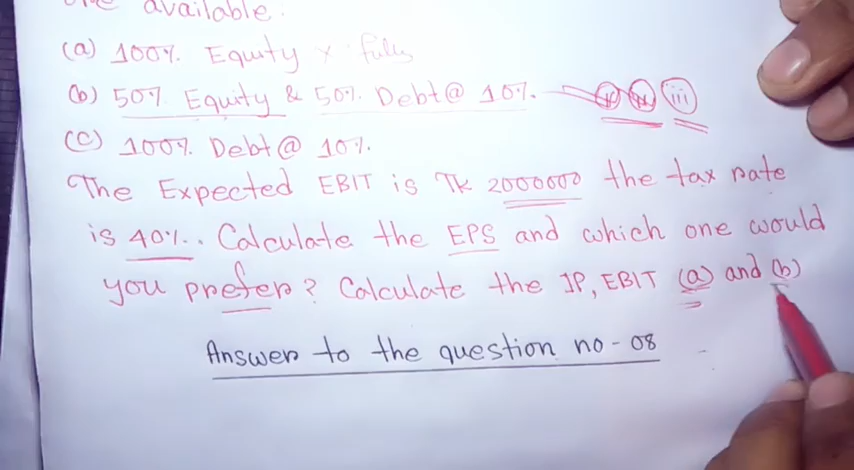 available.
(a) 100% Equity x fully
(b) 50% Equity & 50% Debt@ 10%. iii
(c) 100% Debt@ 10%.
The Expected EBIT is Tk 2000000 the tax rate
is 40%. Calculate the EPS and which one would
you prefer? Calculate the IP, EBIT (a) and (b)
Answer to the question no - 08